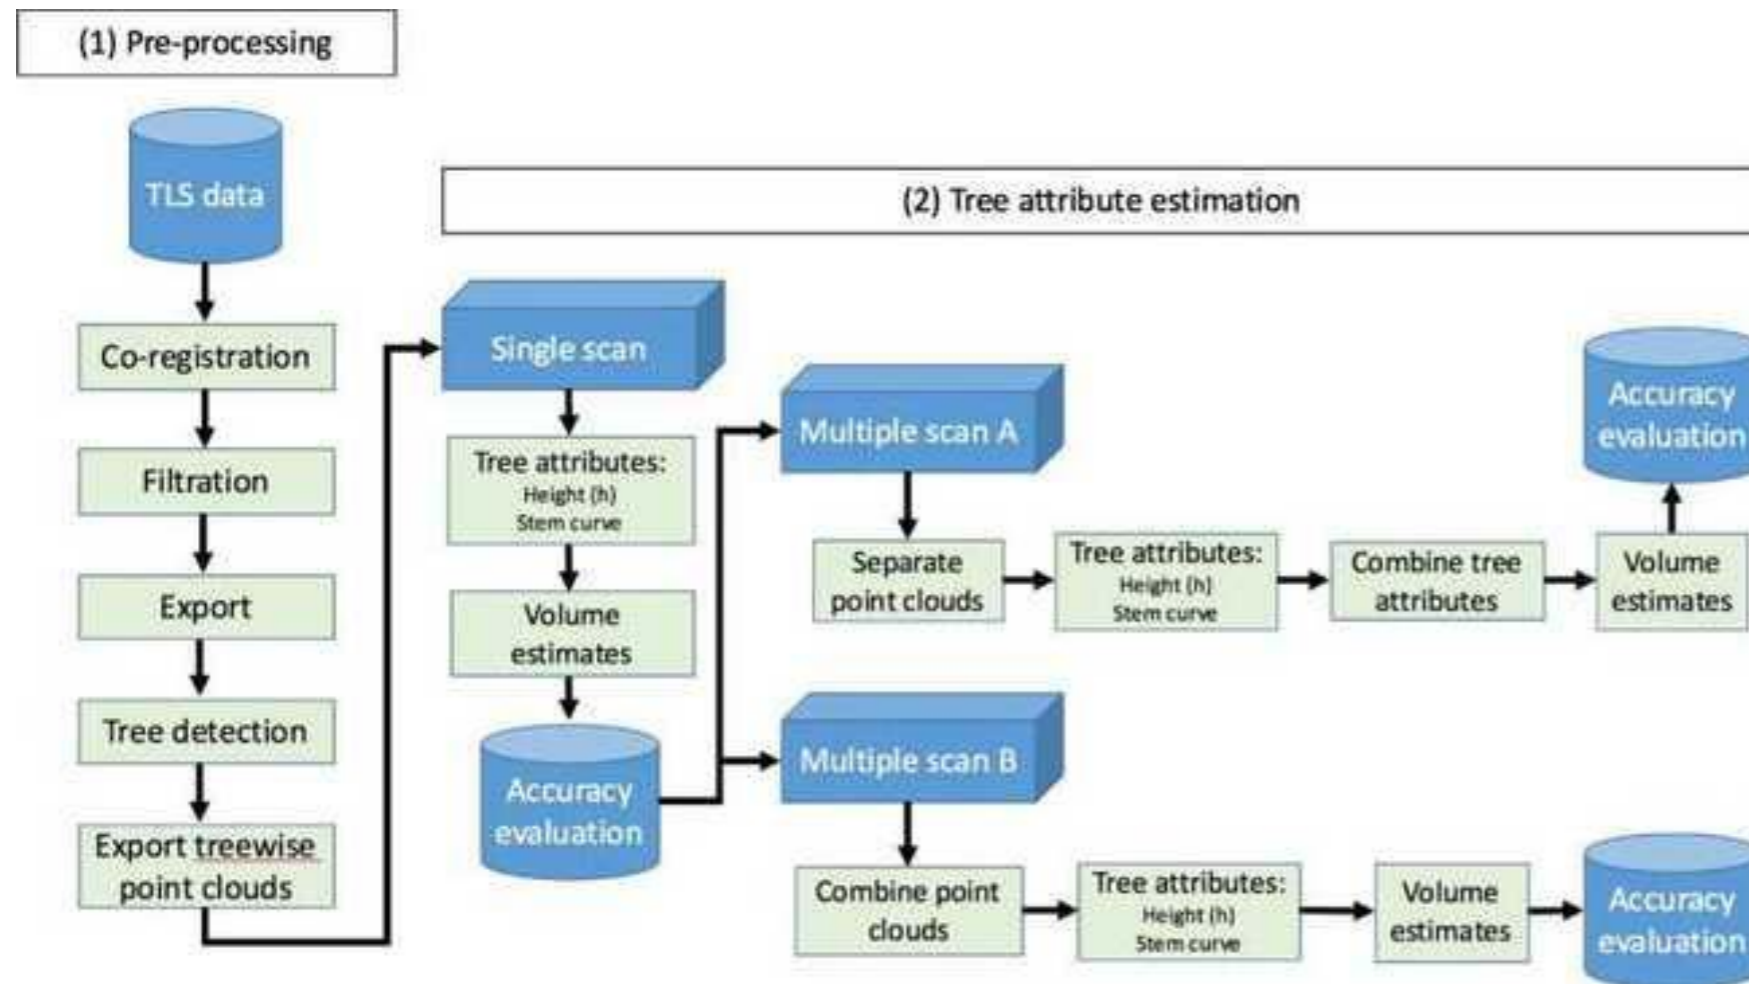 (1) Pre-processing
TLS data
Co-registration
Filtration
Export
Tree detection
Export treewise
point clouds
(2) Tree attribute estimation
Single scan
Tree attributes:
Height (h)
Stem curve
Volume
estimates
Accuracy
evaluation
Multiple scan A
Separate
point clouds
Tree attributes:
Height (h)
Stem curve
Combine tree
attributes
Volume
estimates
Accuracy
evaluation
Multiple scan B
Combine point
clouds
Tree attributes:
Height (h)
Stem curve
Volume
estimates
Accuracy
evaluation